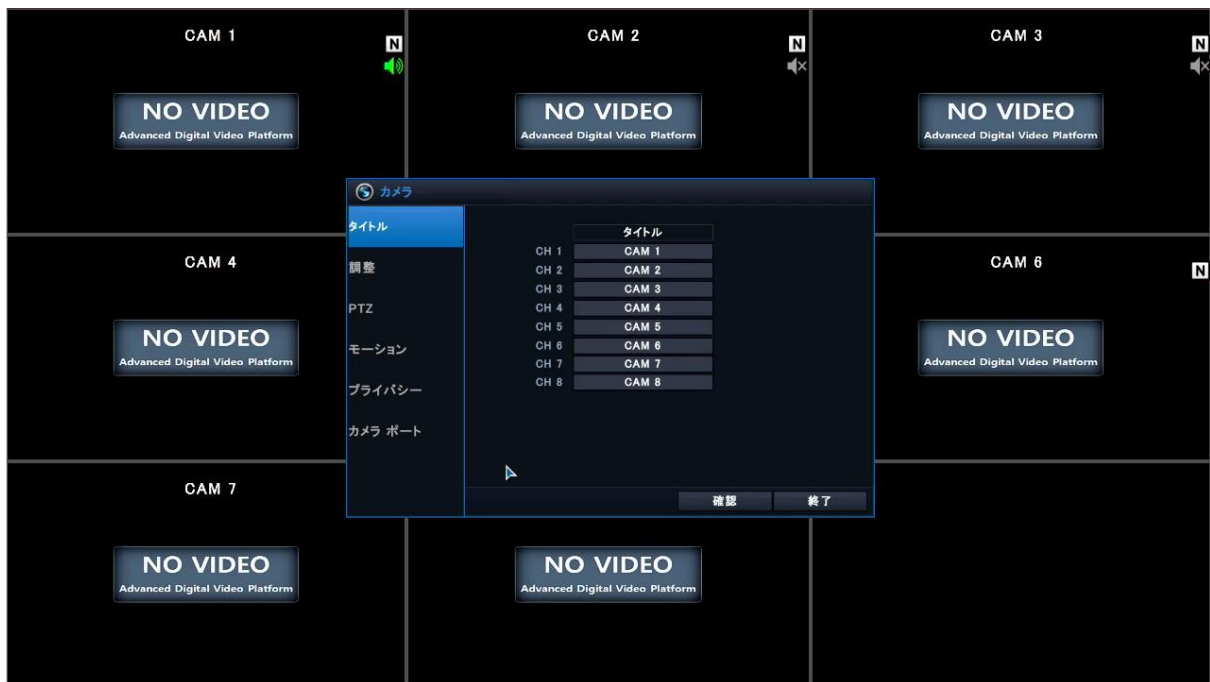 CAM 1
N
NO VIDEO
Advanced Digital Video Platform
CAM 2
N
NO VIDEO
Advanced Digital Video Platform
CAM 3
N
NO VIDEO
Advanced Digital Video Platform
カメラ
タイトル
調整
PTZ
モーション
プライバシー
カメラ ポート
タイトル
CH 1 CAM 1
CH 2 CAM 2
CH 3 CAM 3
CH 4 CAM 4
CH 5 CAM 5
CH 6 CAM 6
CH 7 CAM 7
CH 8 CAM 8
確認 終了
CAM 4
NO VIDEO
Advanced Digital Video Platform
CAM 6
N
NO VIDEO
Advanced Digital Video Platform
CAM 7
NO VIDEO
Advanced Digital Video Platform
NO VIDEO
Advanced Digital Video Platform